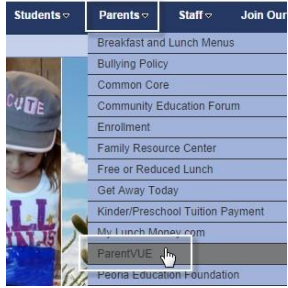 Students Parents Staff Join Our
Breakfast and Lunch Menus
Bullying Policy
Common Core
Community Education Forum
Enrollment
Family Resource Center
Free or Reduced Lunch
Get Away Today
Kinder/Preschool Tuition Payment
My Lunch Money.com
ParentVUE
Peoria Education Foundation
CUTE